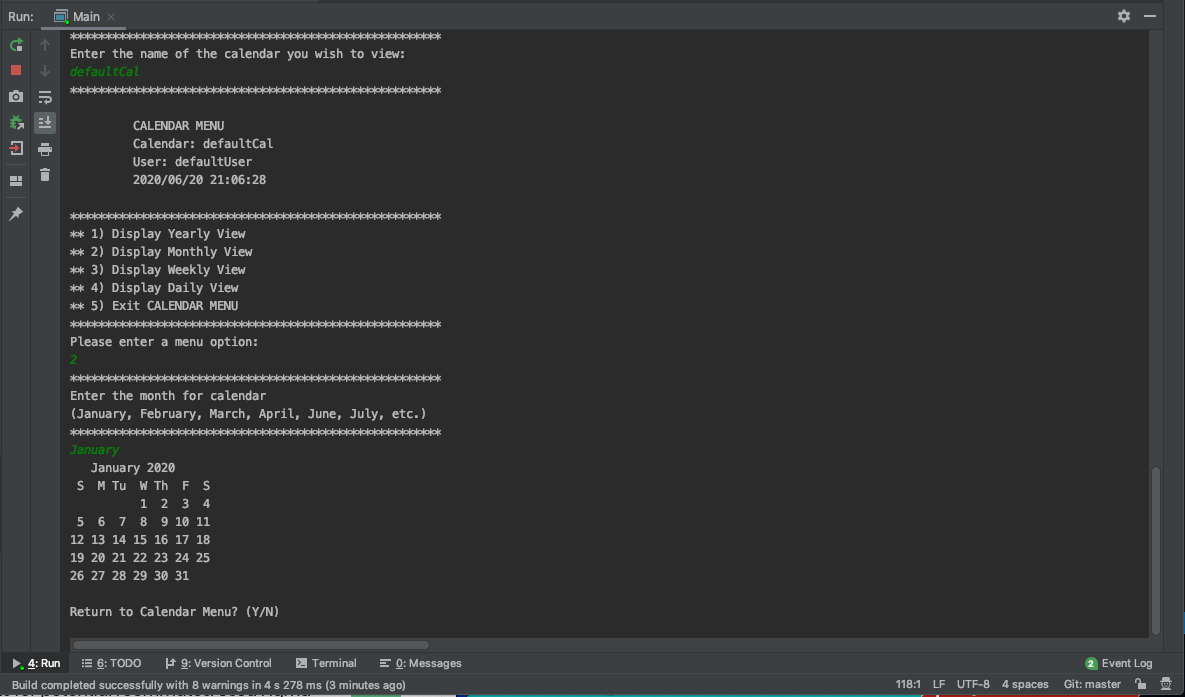 Run: Main
*****************************************************
Enter the name of the calendar you wish to view:
defaultCal
*****************************************************
CALENDAR MENU
Calendar: defaultCal
User: defaultUser
2020/06/20 21:06:28
*****************************************************
** 1) Display Yearly View
** 2) Display Monthly View
** 3) Display Weekly View
** 4) Display Daily View
** 5) Exit CALENDAR MENU
*****************************************************
Please enter a menu option:
2
*****************************************************
Enter the month for calendar
(January, February, March, April, June, July, etc.)
*****************************************************
January
January 2020
S  M Tu  W Th  F  S
1  2  3  4
5  6  7  8  9 10 11
12 13 14 15 16 17 18
19 20 21 22 23 24 25
26 27 28 29 30 31
Return to Calendar Menu? (Y/N)
4: Run 6: TODO 9: Version Control Terminal 0: Messages 2 Event Log
Build completed successfully with 8 warnings in 4 s 278 ms (3 minutes ago) 118:1 LF UTF-8 4 spaces Git: master